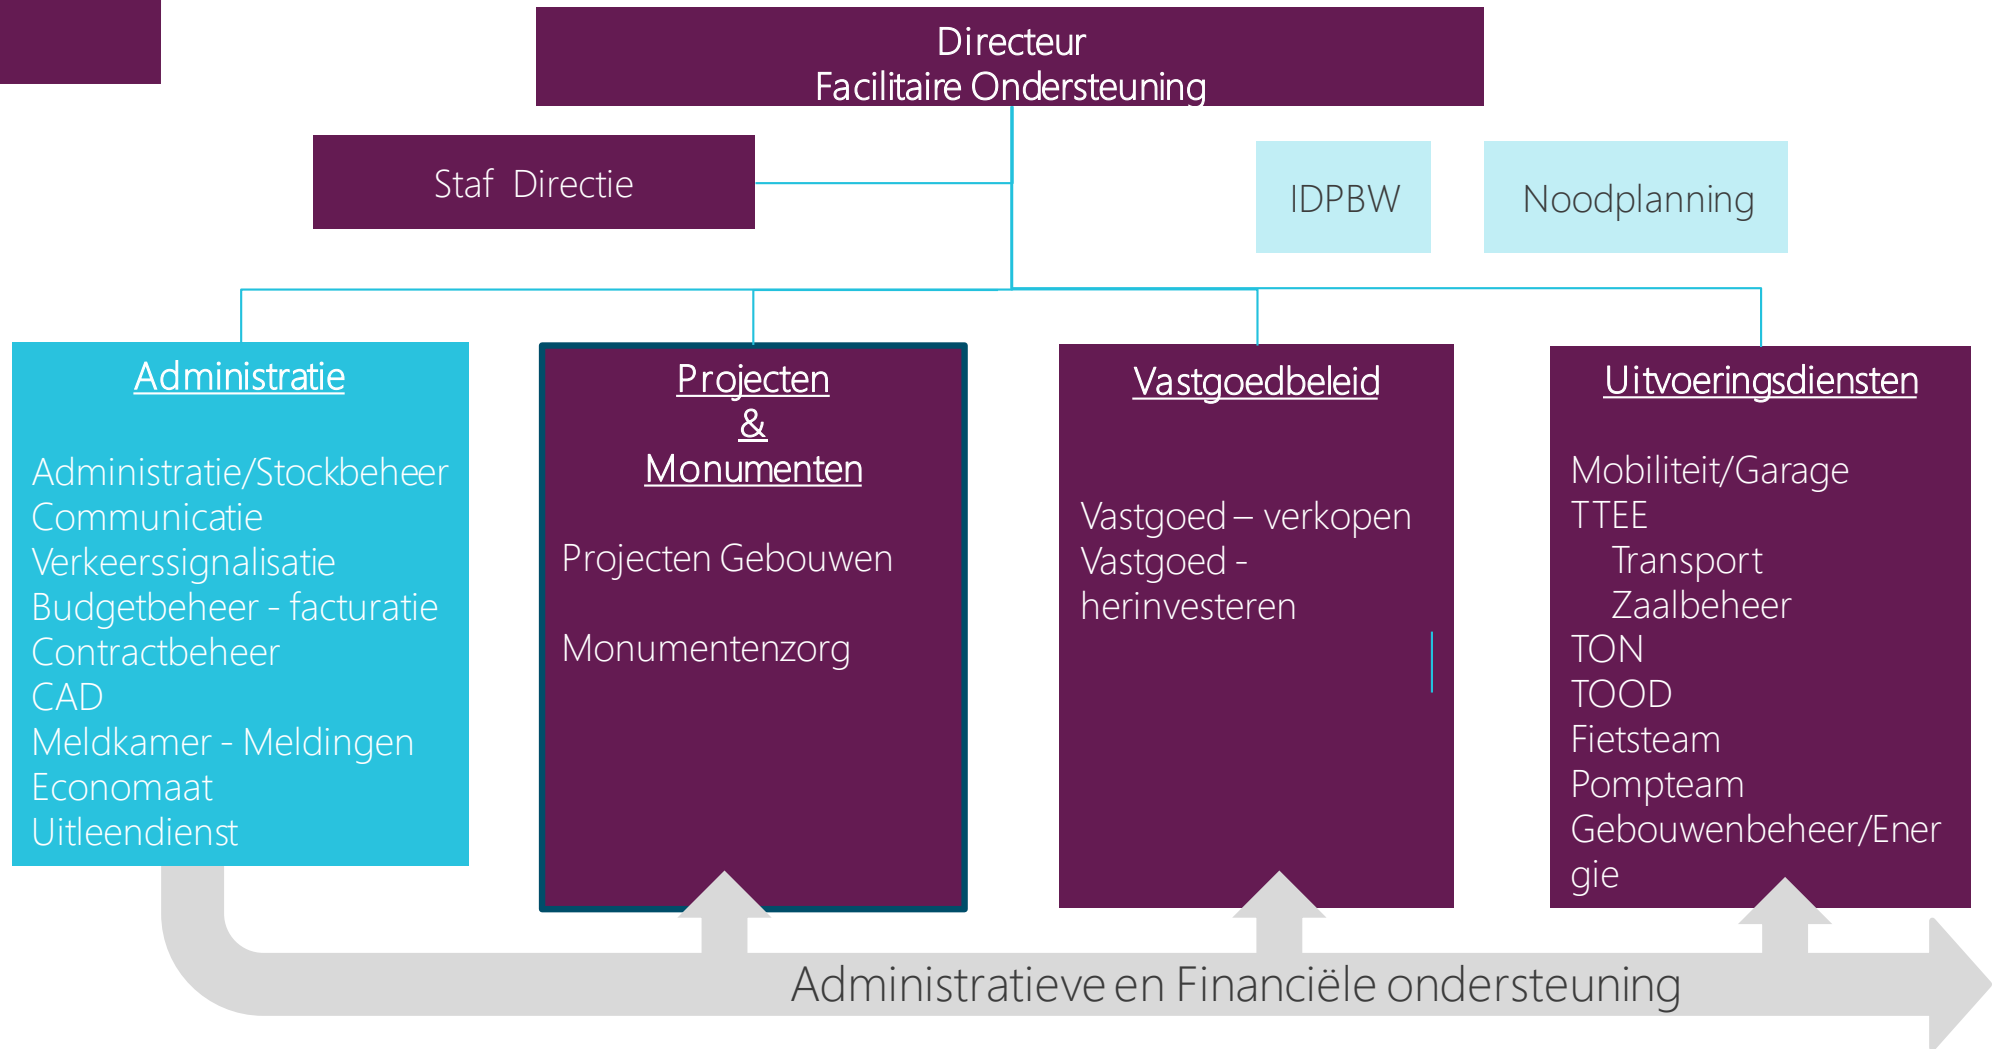 Directeur
Facilitaire Ondersteuning
Staf Directie
IDPBW
Noodplanning
Administratie
Administratie/Stockbeheer
Communicatie
Verkeerssignalisatie
Budgetbeheer - facturatie
Contractbeheer
CAD
Meldkamer - Meldingen
Economaat
Uitleendienst
Projecten
&
Monumenten
Projecten Gebouwen
Monumentenzorg
Vastgoedbeleid
Vastgoed – verkopen
Vastgoed -
herinvesteren
Uitvoeringsdiensten
Mobiliteit/Garage
TTEE
Transport
Zaalbeheer
TON
TOOD
Fietsteam
Pompteam
Gebouwenbeheer/Ener
gie
Administratieve en Financiële ondersteuning